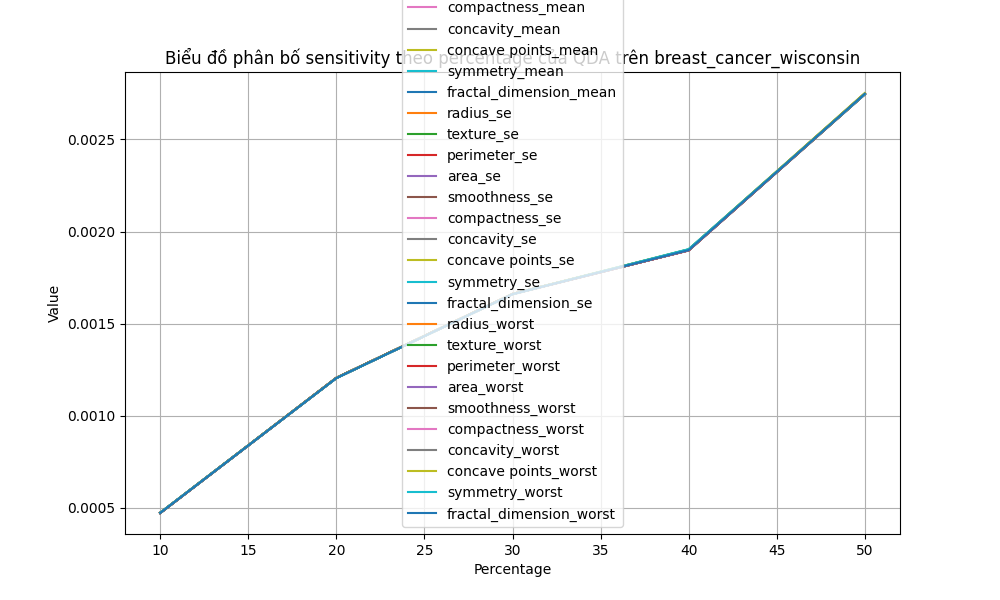 compactness_mean
concavity_mean
concave points_mean
Biểu đồ phân bố sensitivity theo percentage của QDA trên breast_cancer_wisconsin
symmetry_mean
fractal_dimension_mean
radius_se
texture_se
perimeter_se
area_se
smoothness_se
compactness_se
concavity_se
concave points_se
symmetry_se
fractal_dimension_se
radius_worst
texture_worst
perimeter_worst
area_worst
smoothness_worst
compactness_worst
concavity_worst
concave points_worst
symmetry_worst
fractal_dimension_worst
0.0025
0.0020
0.0015
0.0010
0.0005
Value
10 15 20 25 30 35 40 45 50
Percentage